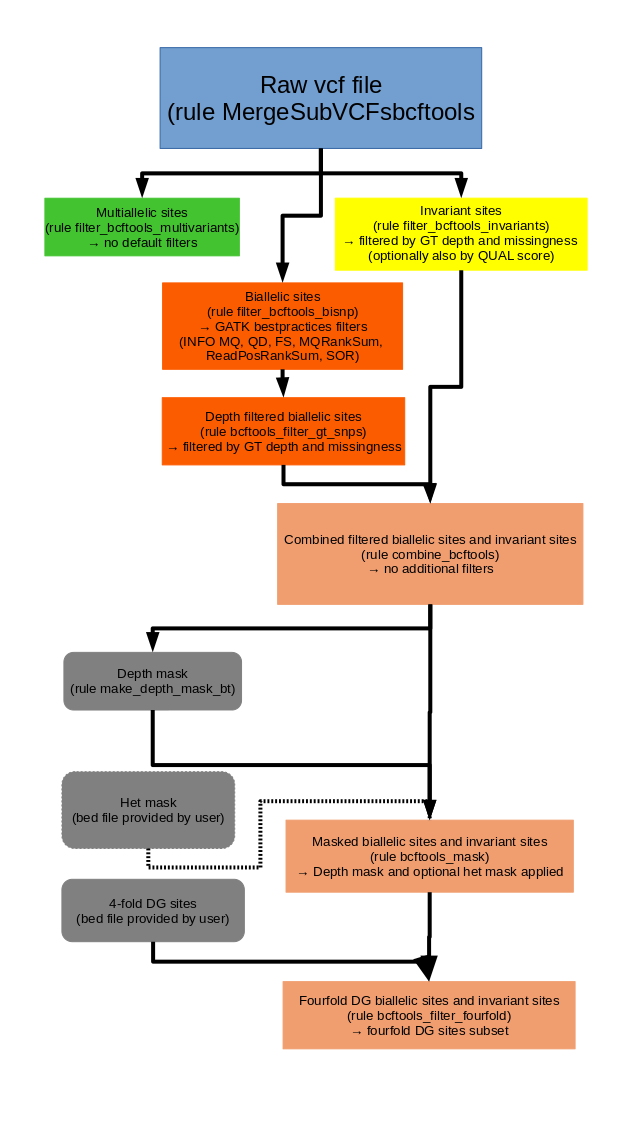 Raw vcf file
(rule MergeSubVCFsbcftools
Multiallelic sites
(rule filter_bcftools_multivariants)
→ no default filters
Invariant sites
(rule filter_bcftools_invariants)
→ filtered by GT depth and missingness
(optionally also by QUAL score)
Biallelic sites
(rule filter_bcftools_bisnp)
→ GATK bestpractices filters
(INFO MQ, QD, FS, MQRankSum,
ReadPosRankSum, SOR)
Depth filtered biallelic sites
(rule bcftools_filter_gt_snps)
→ filtered by GT depth and missingness
Combined filtered biallelic sites and invariant sites
(rule combine_bcftools)
→ no additional filters
Depth mask
(rule make_depth_mask_bt)
Het mask
(bed file provided by user)
Masked biallelic sites and invariant sites
(rule bcftools_mask)
→ Depth mask and optional het mask applied
4-fold DG sites
(bed file provided by user)
Fourfold DG biallelic sites and invariant sites
(rule bcftools_filter_fourfold)
→ fourfold DG sites subset